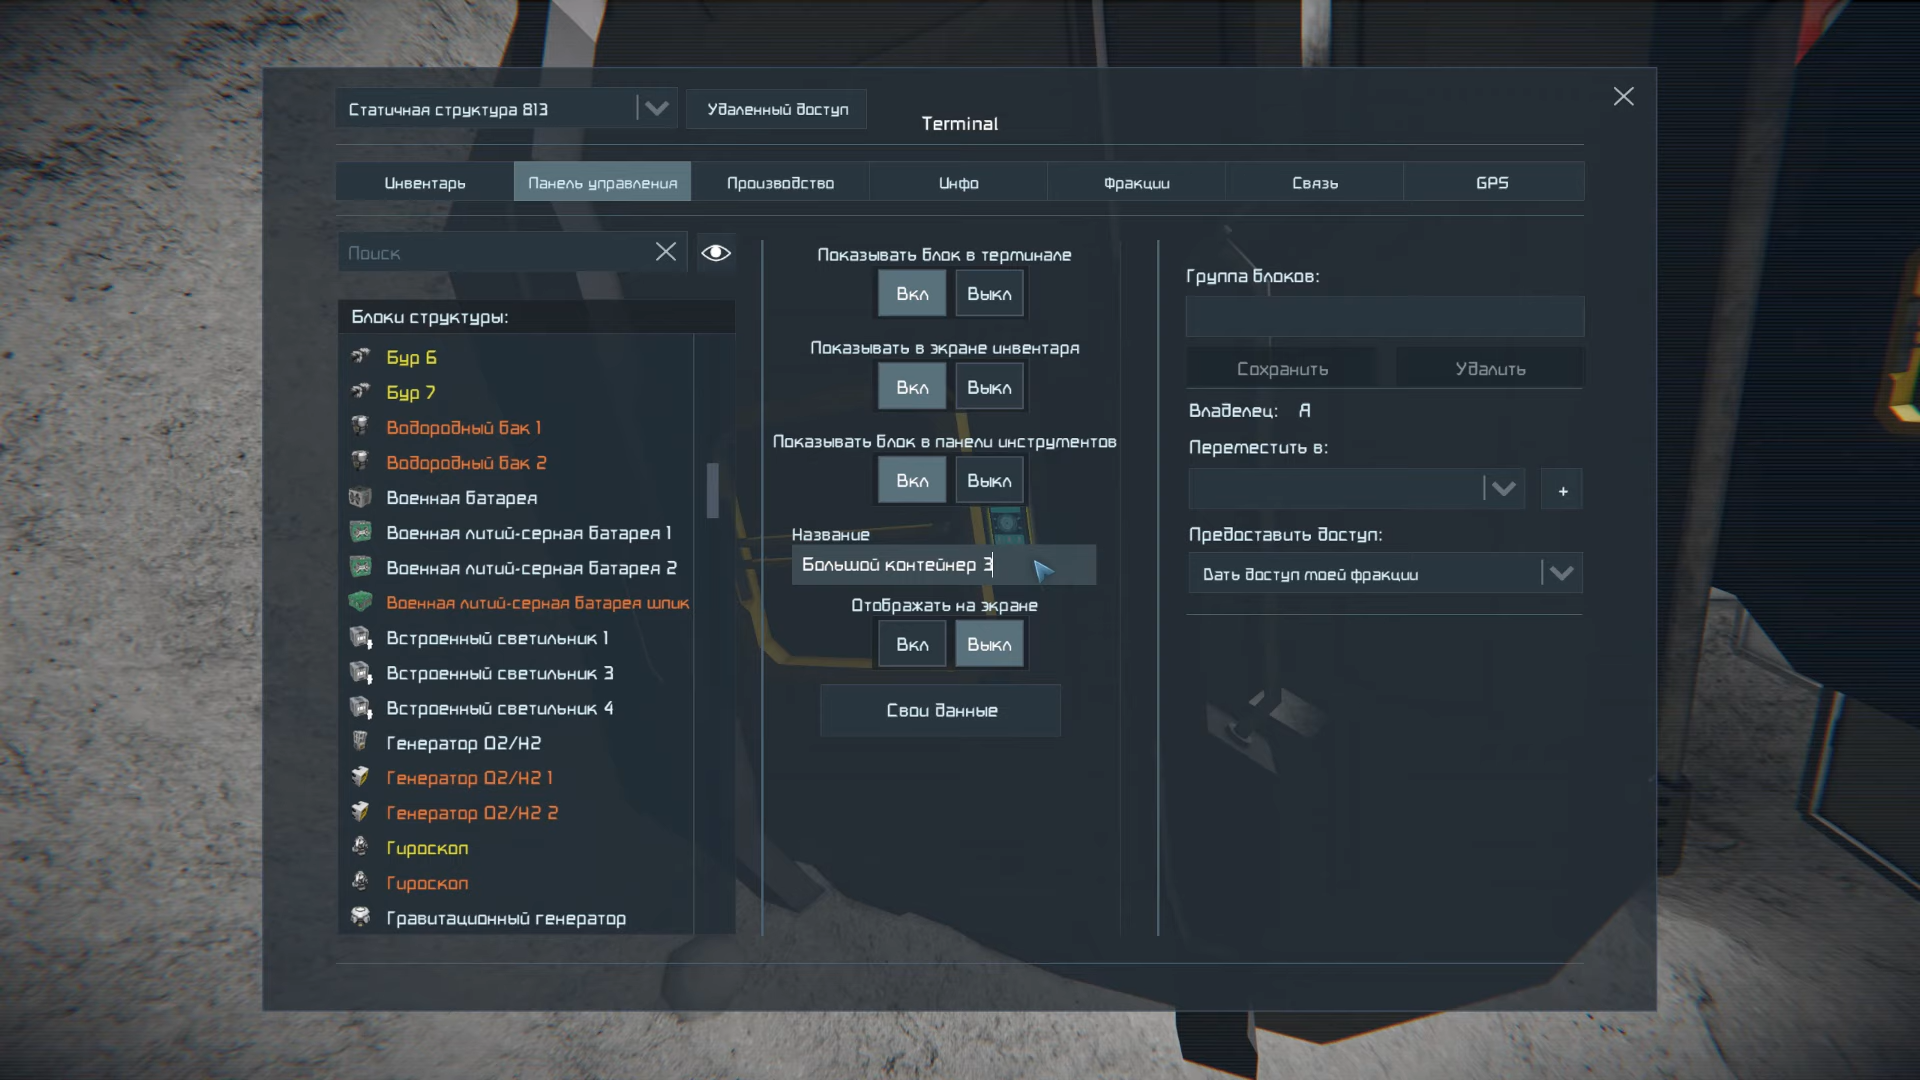 Статичная структура 813
Удаленный доступ
Terminal
Инвентарь
Панель управления
Производство
Инфо
Фракции
Связь
GPS
Поиск
Блоки структуры:
Бур 6
Бур 7
Водородный бак 1
Водородный бак 2
Военная батарея
Военная литий-серная батарея 1
Военная литий-серная батарея 2
Военная литий-серная батарея шпик
Встроенный светильник 1
Встроенный светильник 3
Встроенный светильник 4
Генератор O2/H2
Генератор O2/H2 1
Генератор O2/H2 2
Гироскоп
Гироскоп
Гравитационный генератор
Показывать блок в терминале
Вкл Выкл
Показывать в экране инвентаря
Вкл Выкл
Показывать блок в панели инструментов
Вкл Выкл
Название
Большой контейнер 3
Отображать на экране
Вкл Выкл
Свои данные
Группа блоков:
Сохранить Удалить
Владелец: A
Переместить в:
+
Предоставить доступ:
Дать доступ моей фракции